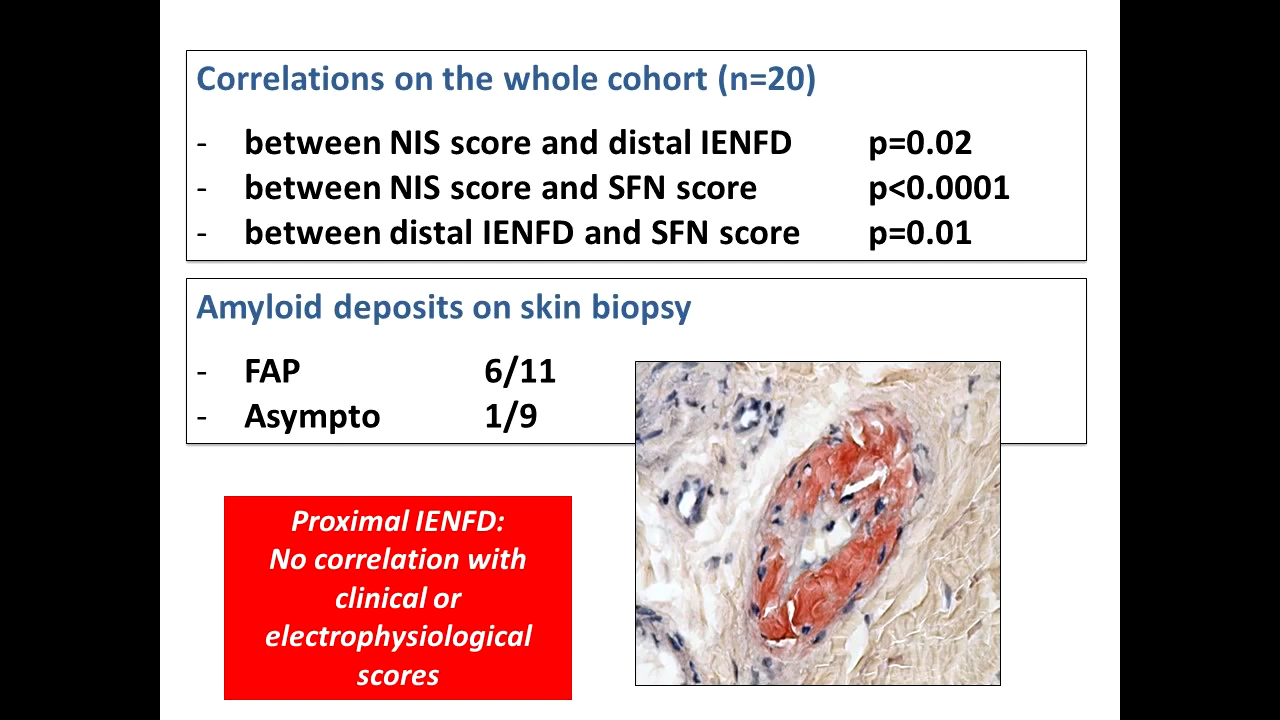 Correlations on the whole cohort (n=20)
- between NIS score and distal IENFD p=0.02
- between NIS score and SFN score p<0.0001
- between distal IENFD and SFN score p=0.01
Amyloid deposits on skin biopsy
- FAP 6/11
- Asympto 1/9
Proximal IENFD:
No correlation with
clinical or
electrophysiological
scores